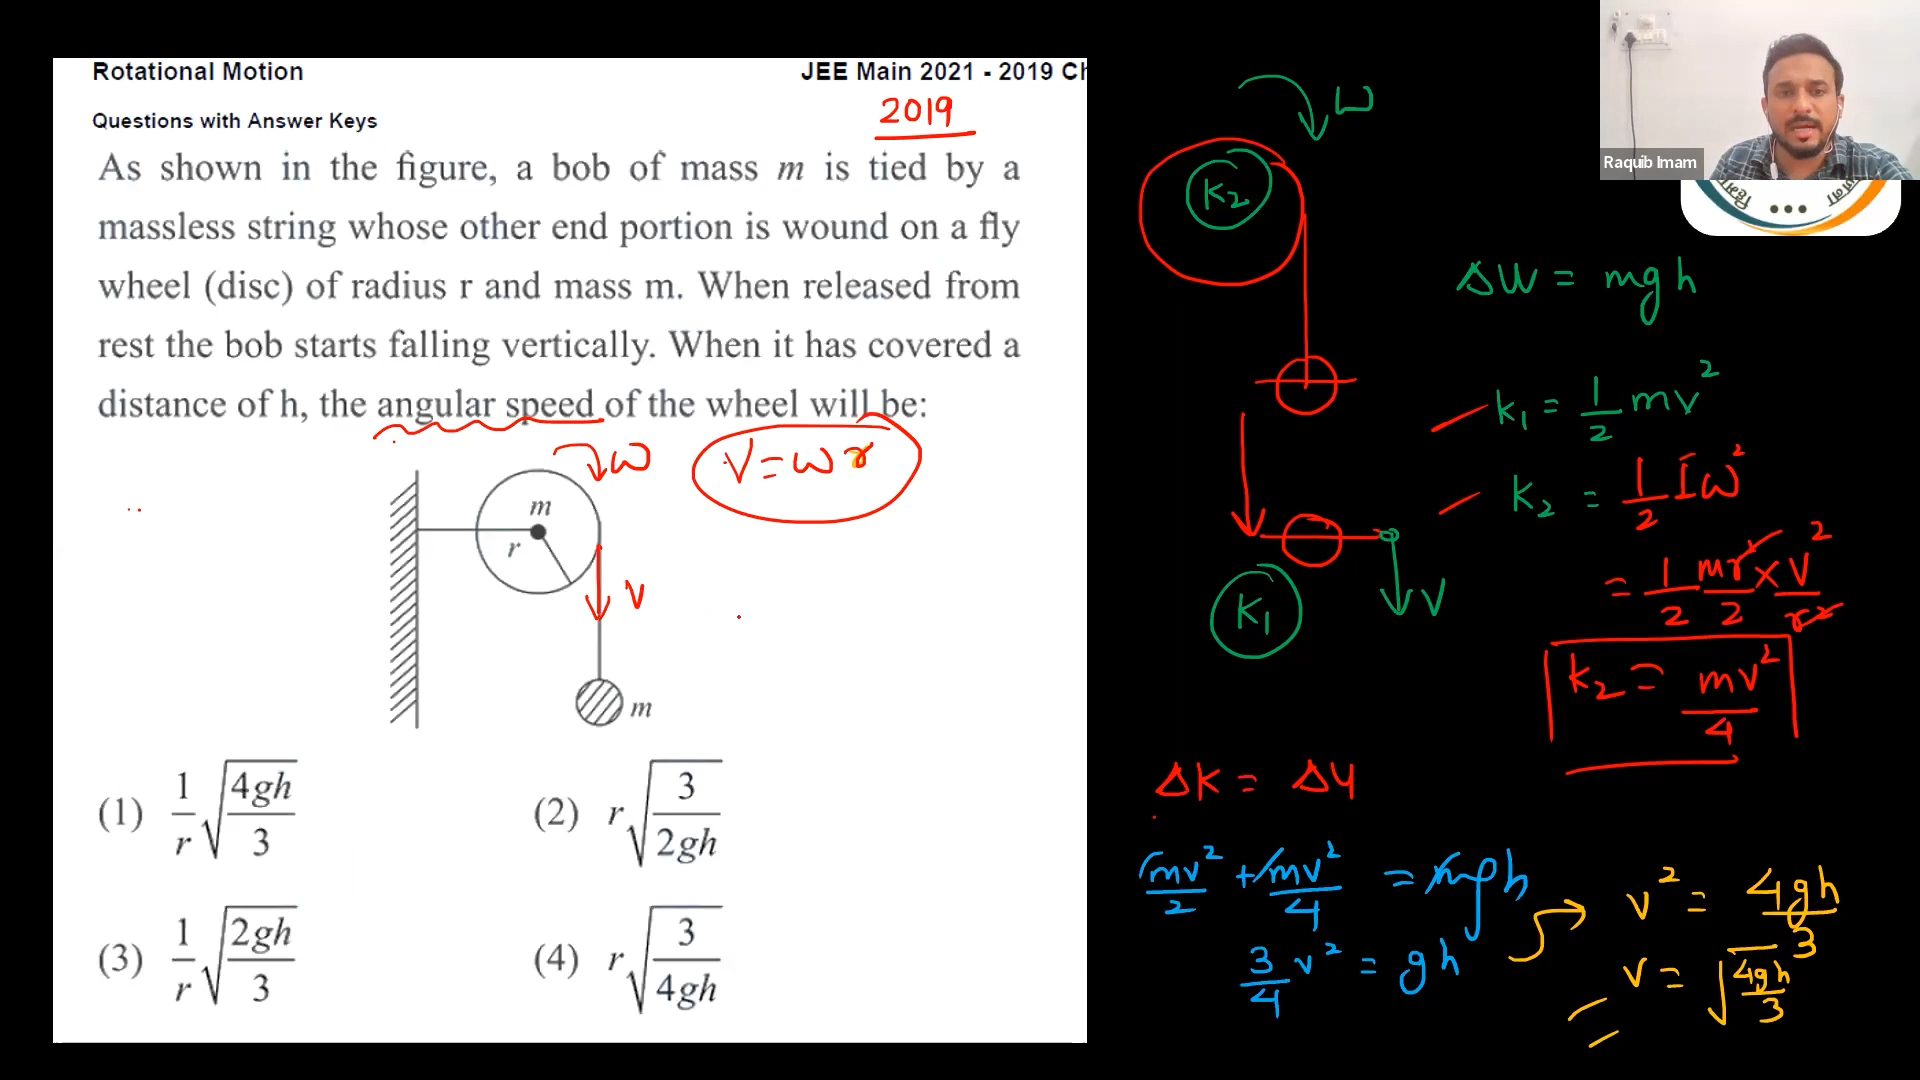 Rotational Motion
JEE Main 2021 - 2019 Ch
2019
Questions with Answer Keys
As shown in the figure, a bob of mass m is tied by a
massless string whose other end portion is wound on a fly
wheel (disc) of radius r and mass m. When released from
rest the bob starts falling vertically. When it has covered a
distance of h, the angular speed of the wheel will be:
ω
V = ωr
m
r
V
m
(1) 1/r √(4gh/3)
(2) r √(3/2gh)
(3) 1/r √(2gh/3)
(4) r √(3/4gh)
ω
K2
K1
V
ΔW = mgh
K1 = 1/2 mv²
K2 = 1/2 Iω²
= 1/2 mr²/2 × V²/r²
K2 = mv²/4
ΔK = ΔU
mv²/2 + mv²/4 = mgh
3/4 v² = gh
v² = 4gh/3
v = √(4gh/3)
Raquib Imam